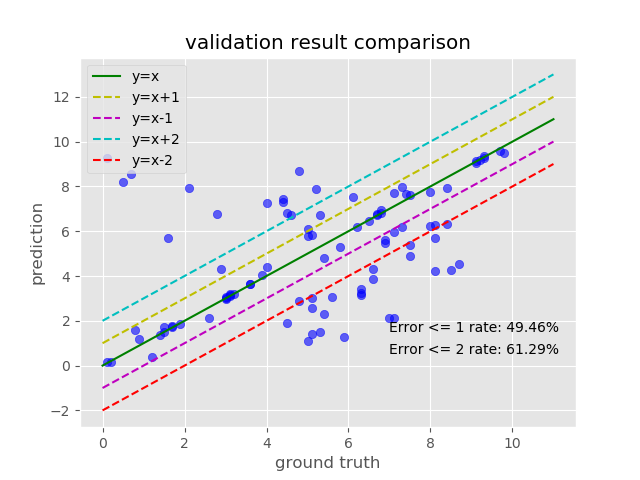 validation result comparison
y=x
y=x+1
y=x-1
y=x+2
y=x-2
12
10
8
6
4
2
0
−2
prediction
Error <= 1 rate: 49.46%
Error <= 2 rate: 61.29%
0 2 4 6 8 10
ground truth